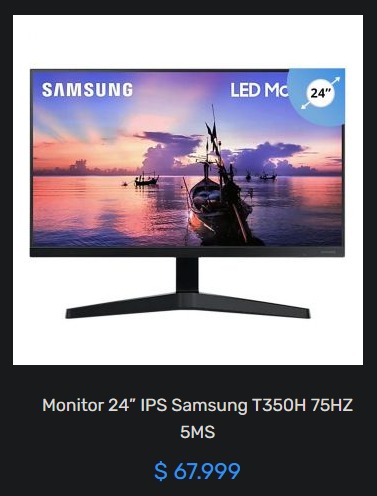 SAMSUNG
LED Mo
24”
Monitor 24” IPS Samsung T350H 75HZ
5MS
$ 67.999